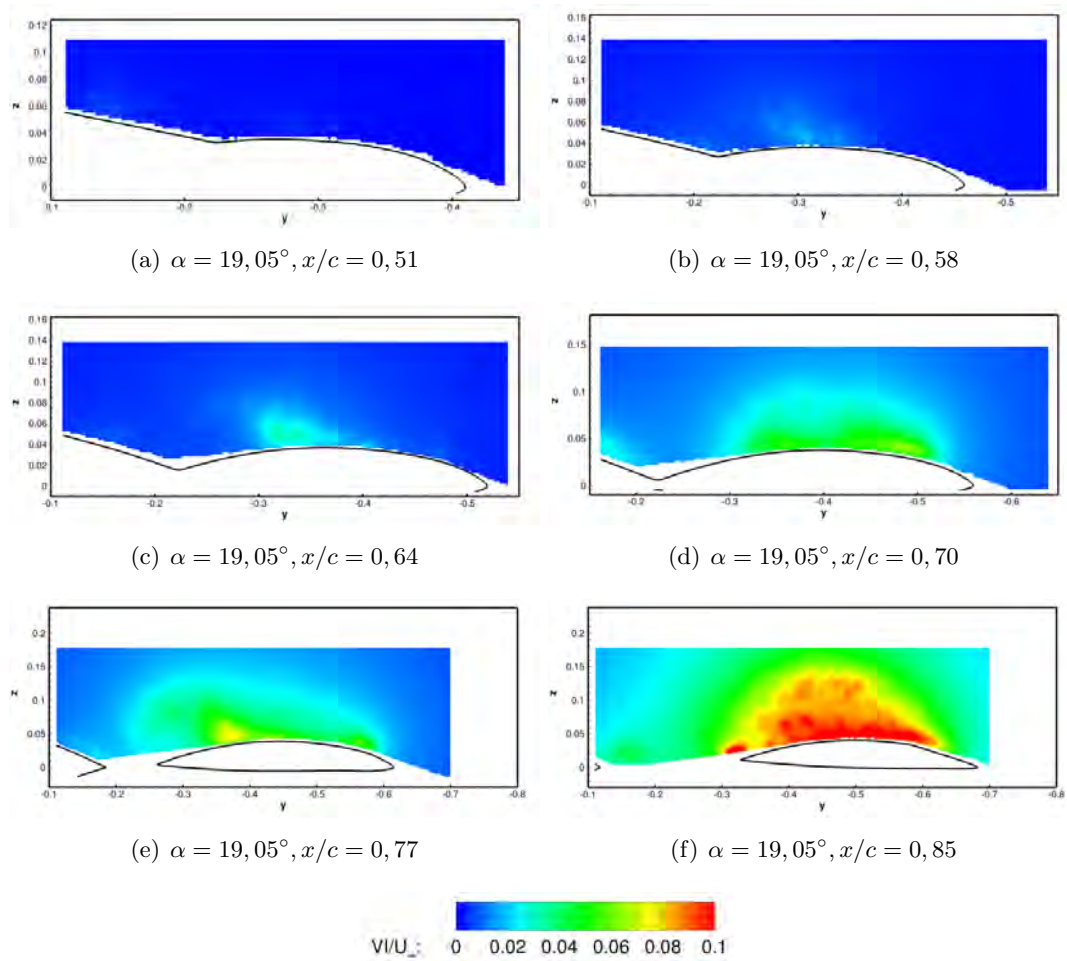 0.12
0.1
0.08
0.06
0.04
0.02
0
z
0.1 -0.2 -0.3 -0.4
y
(a) α = 19, 05°, x/c = 0, 51
0.16
0.14
0.12
0.1
0.08
0.06
0.04
0.02
0
z
0.1 -0.2 -0.3 -0.4 -0.5
y
(b) α = 19, 05°, x/c = 0, 58
0.16
0.14
0.12
0.1
0.08
0.06
0.04
0.02
0
z
-0.1 -0.2 -0.3 -0.4 -0.5
y
(c) α = 19, 05°, x/c = 0, 64
0.15
0.1
0.05
0
z
-0.2 -0.3 -0.4 -0.5 -0.6
y
(d) α = 19, 05°, x/c = 0, 70
0.2
0.15
0.1
0.05
0
z
-0.1 -0.2 -0.3 -0.4 -0.5 -0.6 -0.7 -0.8
y
(e) α = 19, 05°, x/c = 0, 77
0.2
0.15
0.1
0.05
0
z
-0.1 -0.2 -0.3 -0.4 -0.5 -0.6 -0.7 -0.8
y
(f) α = 19, 05°, x/c = 0, 85
VI/U_: 0 0.02 0.04 0.06 0.08 0.1